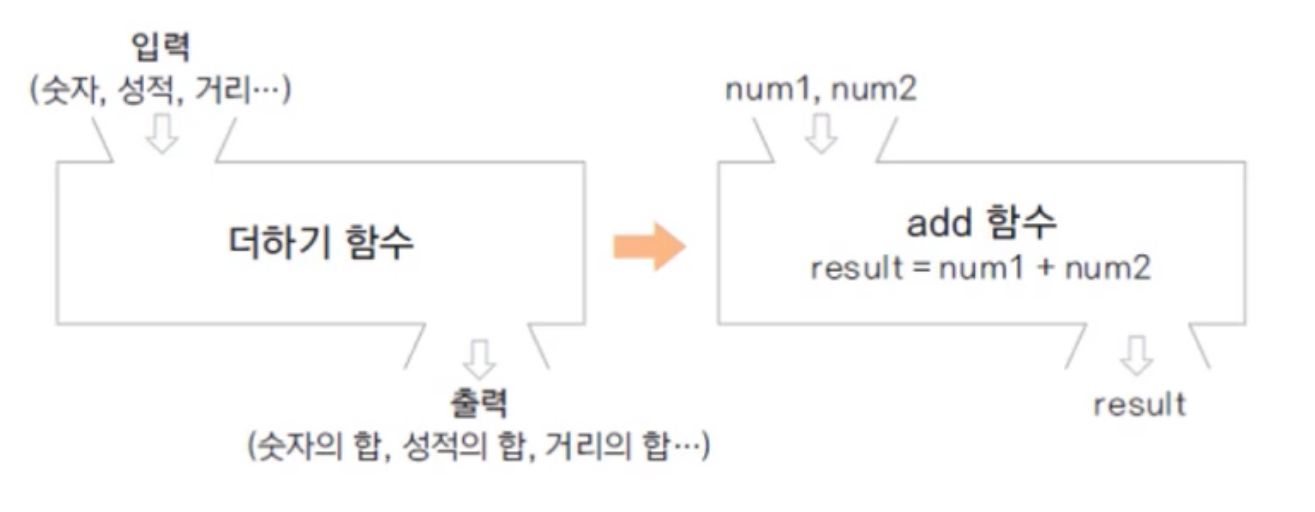 입력
(숫자, 성적, 거리…)
더하기 함수
출력
(숫자의 합, 성적의 합, 거리의 합…)
num1, num2
add 함수
result = num1 + num2
result